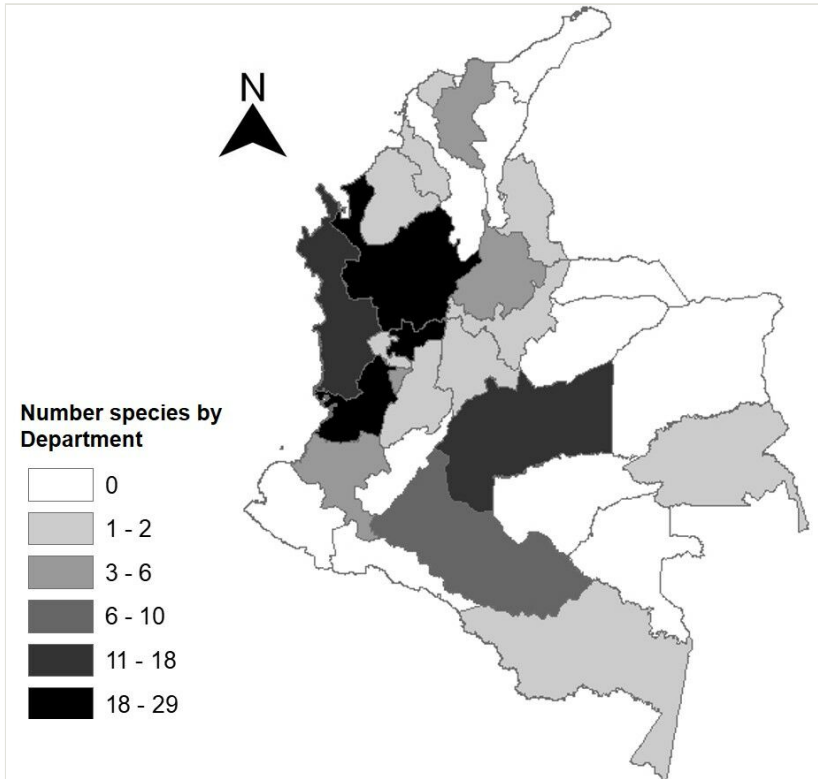 N
Number species by
Department
0
1 - 2
3 - 6
6 - 10
11 - 18
18 - 29